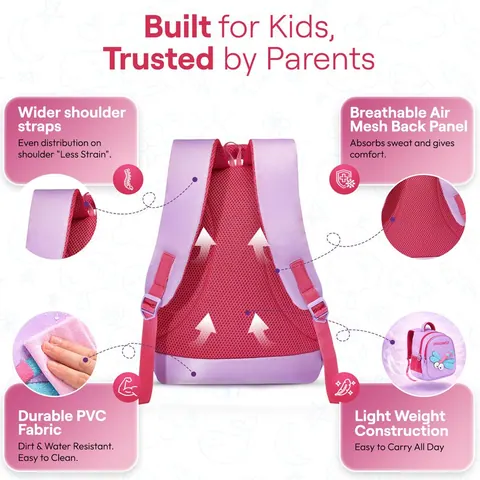 Built for Kids,
Trusted by Parents
Wider shoulder
straps
Even distribution on
shoulder "Less Strain".
Breathable Air
Mesh Back Panel
Absorbs sweat and gives
comfort.
Durable PVC
Fabric
Dirt & Water Resistant.
Easy to Clean.
Light Weight
Construction
Easy to Carry All Day